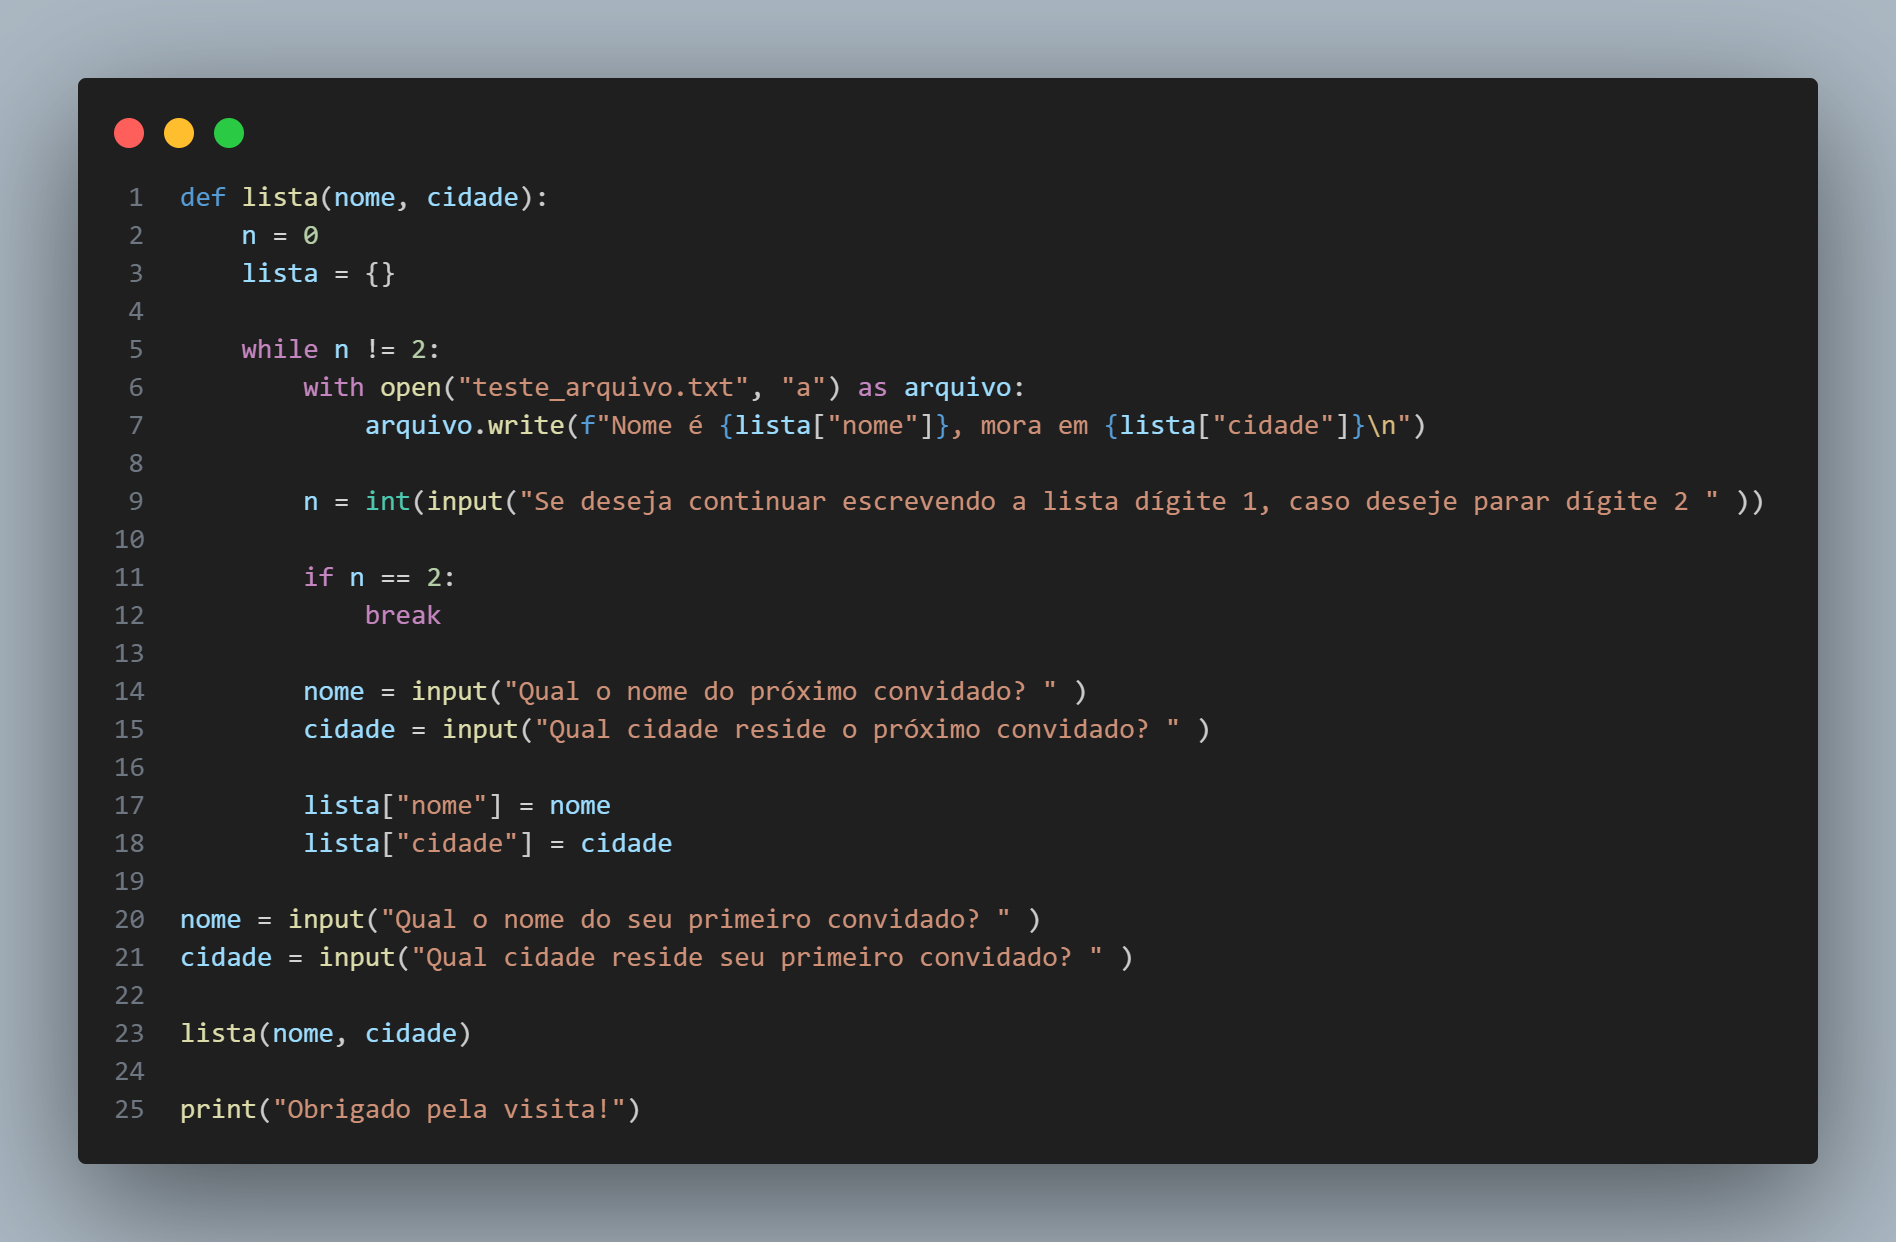 1 def lista(nome, cidade):
2     n = 0
3     lista = {}
4
5     while n != 2:
6         with open("teste_arquivo.txt", "a") as arquivo:
7             arquivo.write(f"Nome é {lista["nome"]}, mora em {lista["cidade"]}\n")
8
9         n = int(input("Se deseja continuar escrevendo a lista dígite 1, caso deseje parar dígite 2 " ))
10
11         if n == 2:
12             break
13
14         nome = input("Qual o nome do próximo convidado? " )
15         cidade = input("Qual cidade reside o próximo convidado? " )
16
17         lista["nome"] = nome
18         lista["cidade"] = cidade
19
20 nome = input("Qual o nome do seu primeiro convidado? " )
21 cidade = input("Qual cidade reside seu primeiro convidado? " )
22
23 lista(nome, cidade)
24
25 print("Obrigado pela visita!")